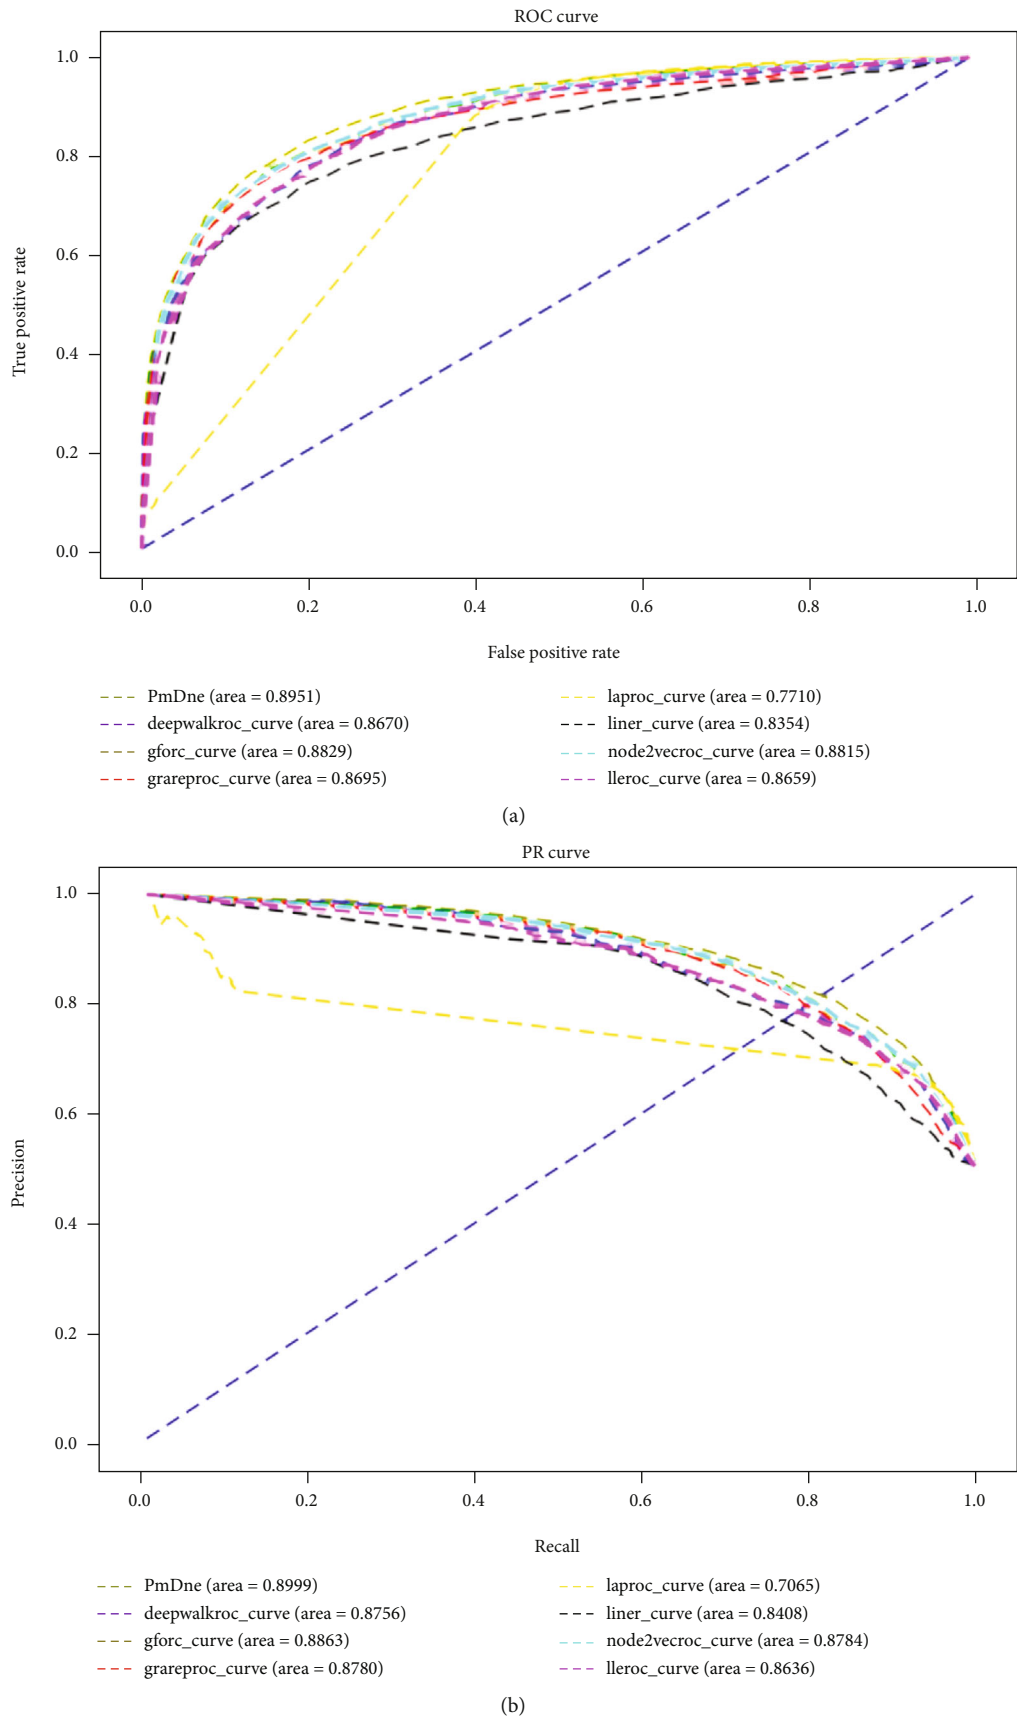 ROC curve
1.0
0.8
0.6
0.4
0.2
0.0
True positive rate
0.0 0.2 0.4 0.6 0.8 1.0
False positive rate
PmDne (area = 0.8951)
deepwalkroc_curve (area = 0.8670)
gforc_curve (area = 0.8829)
grareproc_curve (area = 0.8695)
laproc_curve (area = 0.7710)
liner_curve (area = 0.8354)
node2vecroc_curve (area = 0.8815)
lleroc_curve (area = 0.8659)
(a)
PR curve
1.0
0.8
0.6
0.4
0.2
0.0
Precision
0.0 0.2 0.4 0.6 0.8 1.0
Recall
PmDne (area = 0.8999)
deepwalkroc_curve (area = 0.8756)
gforc_curve (area = 0.8863)
grareproc_curve (area = 0.8780)
laproc_curve (area = 0.7065)
liner_curve (area = 0.8408)
node2vecroc_curve (area = 0.8784)
lleroc_curve (area = 0.8636)
(b)